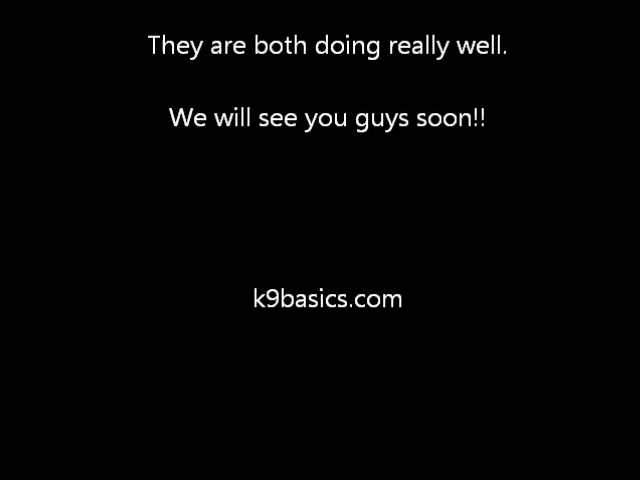 They are both doing really well.
We will see you guys soon!!
k9basics.com